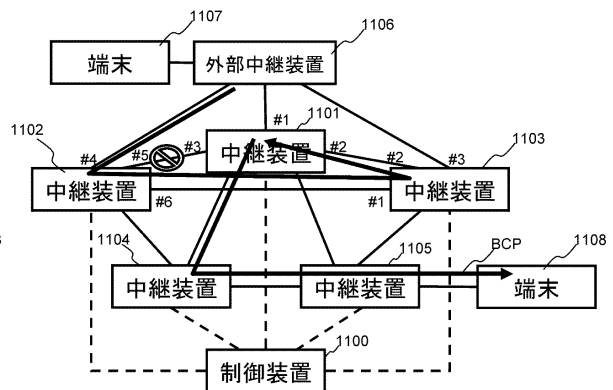 1107
1106
端末
外部中継装置
#1
1101
1102
1103
#4
#5
#3
中継装置
#2
#2
#3
中継装置
#6
#1
中継装置
1104
1105
BCP
1108
中継装置
中継装置
端末
1100
制御装置